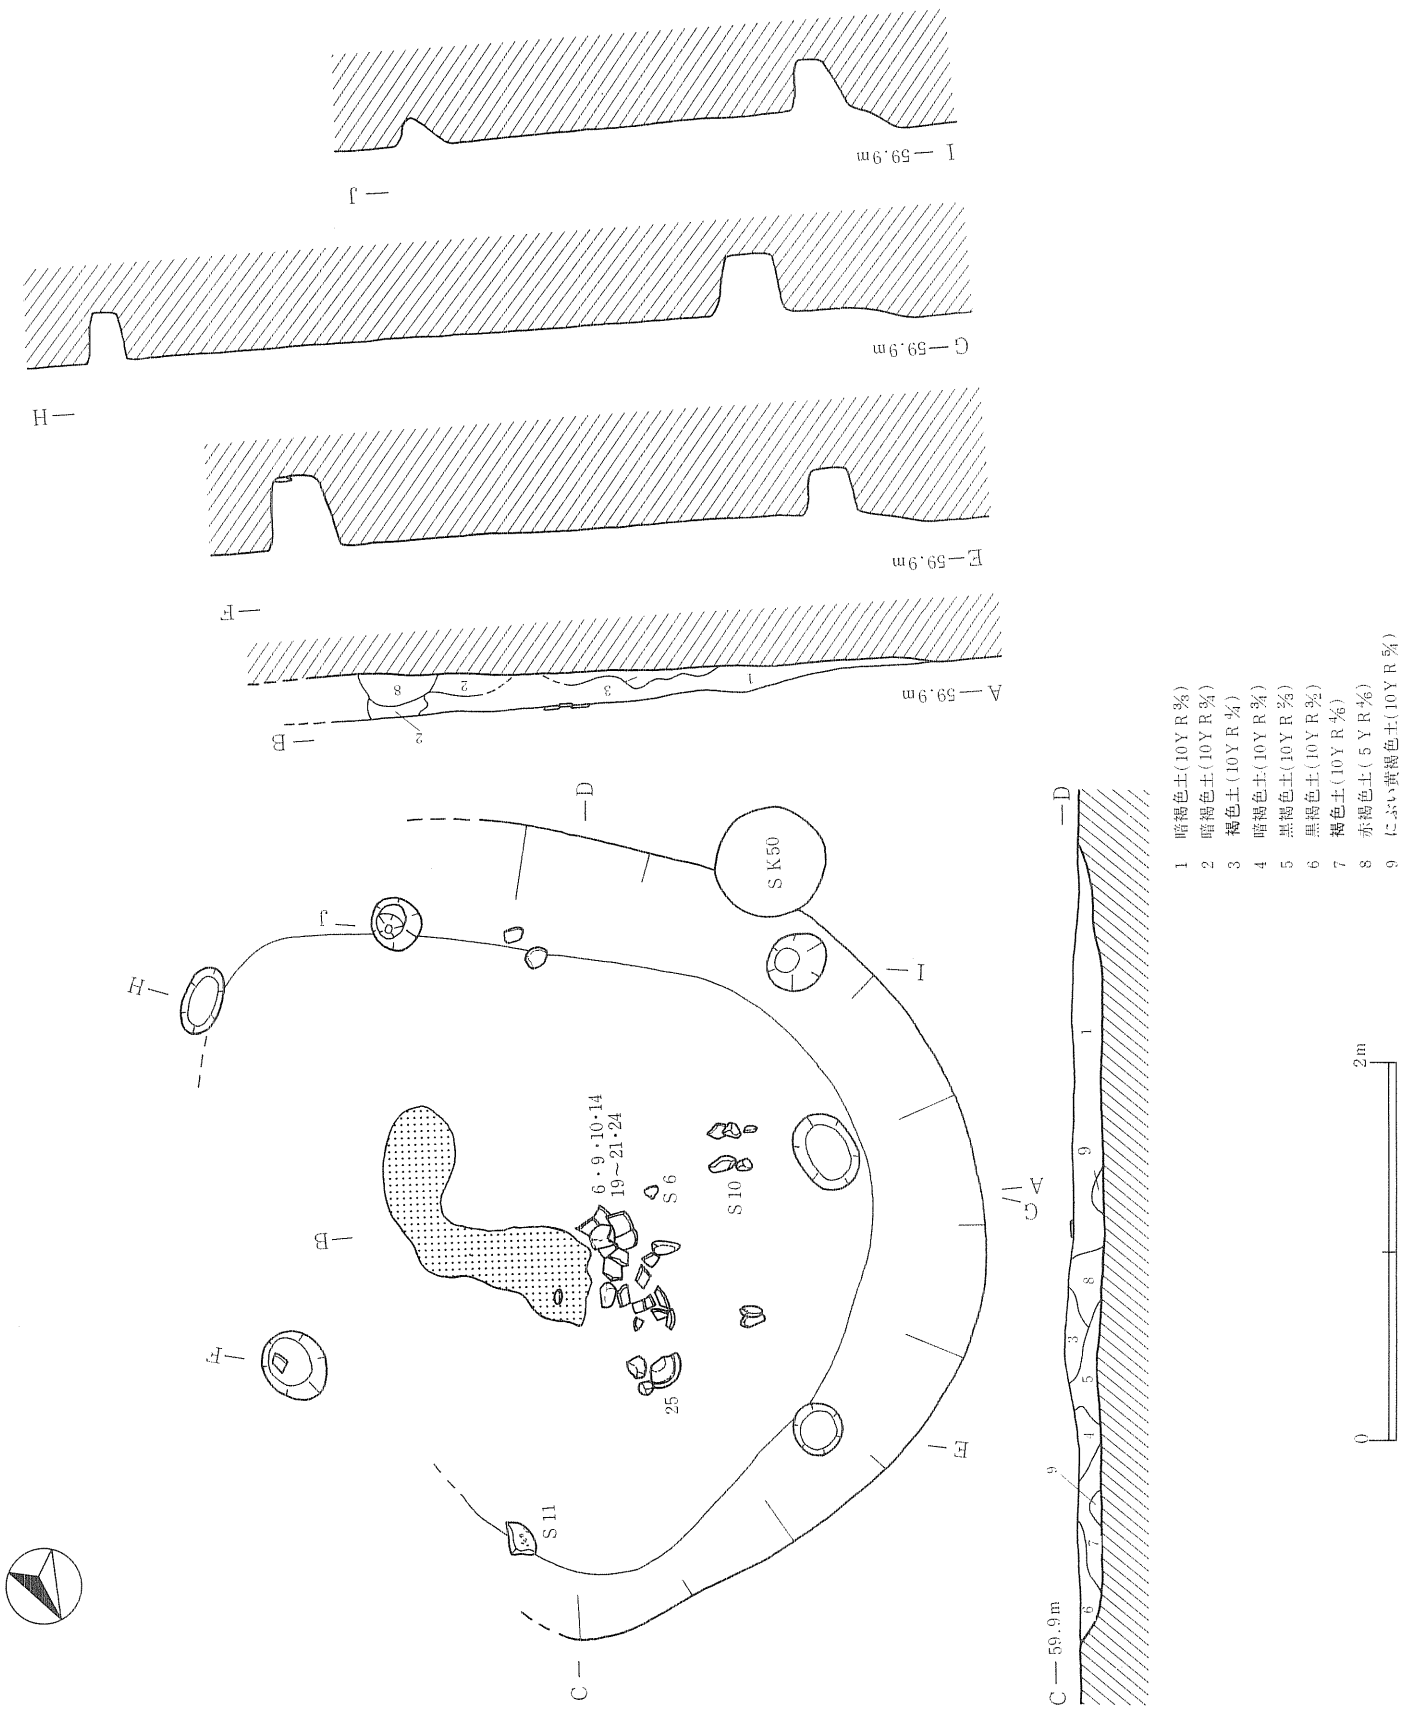 J —
I — 59.9m
H —
G — 59.9m
F —
E — 59.9m
B —
A — 59.9m
8
2
3
1
2
— D
S K 50
J —
H —
— I
6・9・10・14
19～21・24
S 6
S 10
— A
— G
B —
F —
25
— E
S 11
C —
C — 59.9m
— D
1
9
8
3
5
4
9
7
6
1 暗褐色土(10ＹＲ3/3)
2 暗褐色土(10ＹＲ3/4)
3 褐色土(10ＹＲ4/4)
4 暗褐色土(10ＹＲ3/4)
5 黒褐色土(10ＹＲ2/3)
6 黒褐色土(10ＹＲ3/2)
7 褐色土(10ＹＲ4/6)
8 赤褐色土(５ＹＲ4/6)
9 にぶい黄褐色土(10ＹＲ5/4)
0
2m